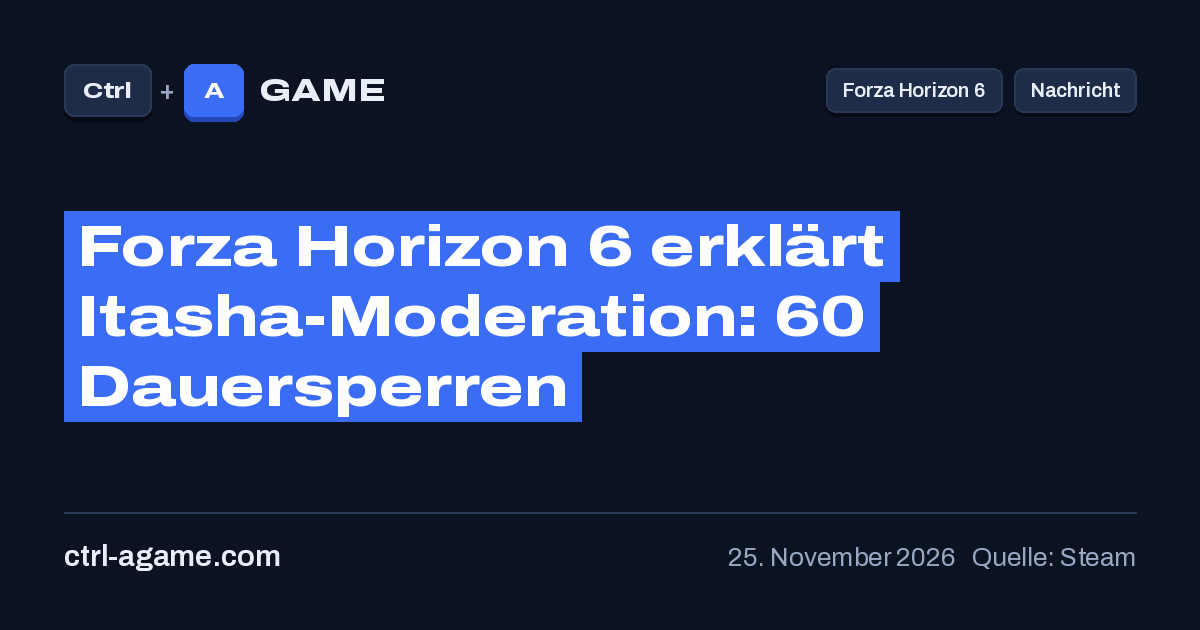 Ctrl + A GAME
Forza Horizon 6
Nachricht
Forza Horizon 6 erklärt
Itasha-Moderation: 60
Dauersperren
ctrl-agame.com
25. November 2026 Quelle: Steam